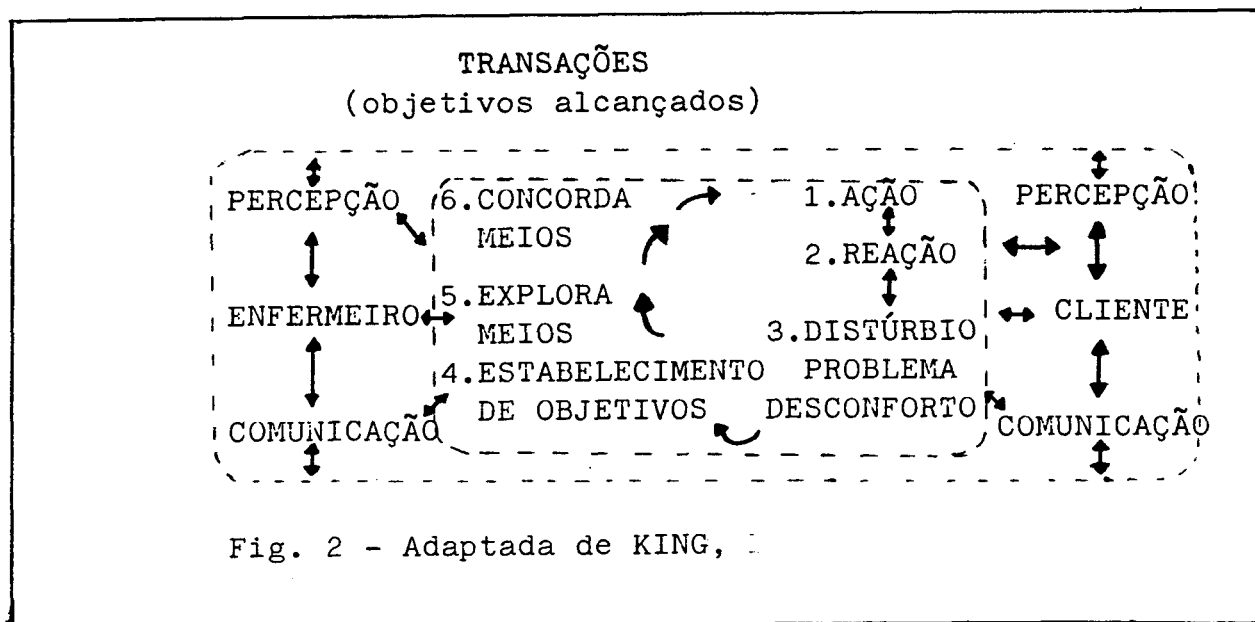 TRANSAÇÕES
(objetivos alcançados)
PERCEPÇÃO 6.CONCORDA 1.AÇÃO PERCEPÇÃO
MEIOS 2.REAÇÃO
ENFERMEIRO 5.EXPLORA CLIENTE
MEIOS 3.DISTÚRBIO
4.ESTABELECIMENTO PROBLEMA
DE OBJETIVOS DESCONFORTO
COMUNICAÇÃO COMUNICAÇÃO
Fig. 2 - Adaptada de KING,